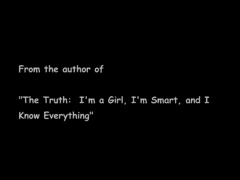 From the author of
"The Truth:  I'm a Girl, I'm Smart, and I
Know Everything"